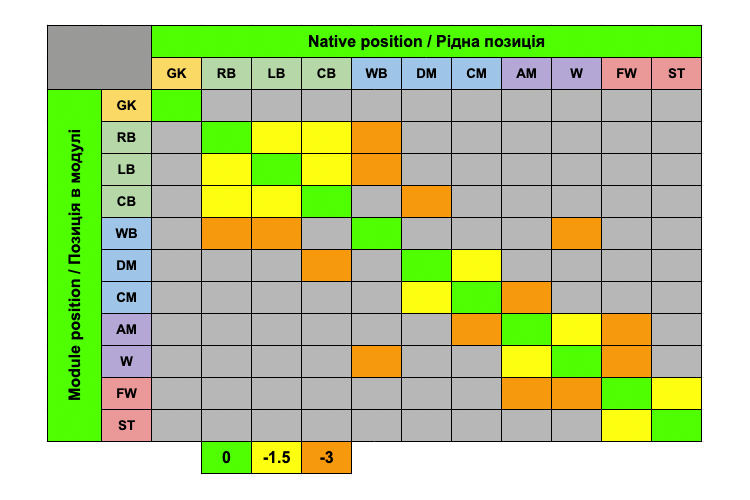 Native position / Рідна позиція
GK RB LB CB WB DM CM AM W FW ST
Module position / Позиція в модулі
GK
RB
LB
CB
WB
DM
CM
AM
W
FW
ST
0 -1.5 -3